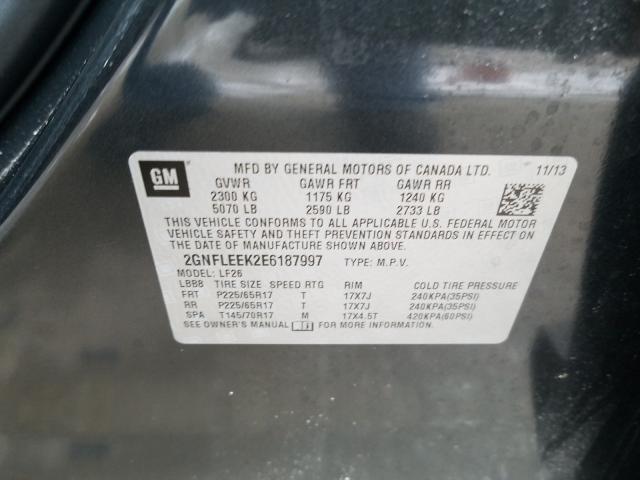 GM
MFD BY GENERAL MOTORS OF CANADA LTD. 11/13
GVWR GAWR FRT GAWR RR
2300 KG 1175 KG 1240 KG
5070 LB 2590 LB 2733 LB
THIS VEHICLE CONFORMS TO ALL APPLICABLE U.S. FEDERAL MOTOR
VEHICLE SAFETY AND THEFT PREVENTION STANDARDS IN EFFECT ON
THE DATE OF MANUFACTURE SHOWN ABOVE.
2GNFLEEK2E6187997 TYPE: M.P.V.
MODEL: LF26
LBB8 TIRE SIZE SPEED RTG RIM COLD TIRE PRESSURE
FRT P225/65R17 T 17X7J 240KPA(35PSI)
RR P225/65R17 T 17X7J 240KPA(35PSI)
SPA T145/70R17 M 17X4.5T 420KPA(60PSI)
SEE OWNER'S MANUAL FOR MORE INFORMATION.